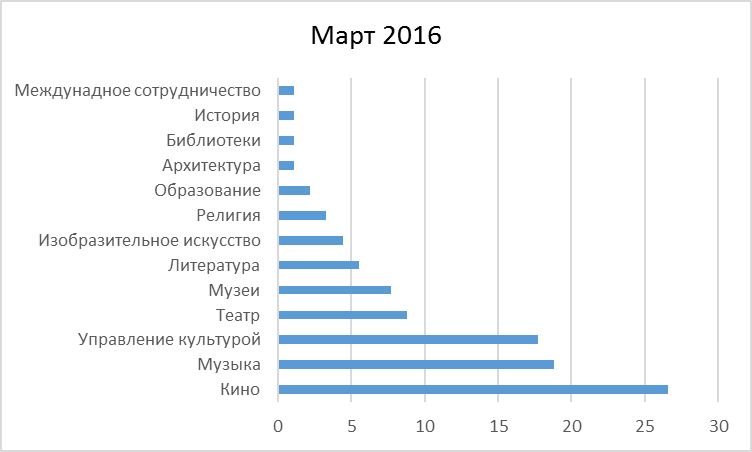 Март 2016
Междунадное сотрудничество
История
Библиотеки
Архитектура
Образование
Религия
Изобразительное искусство
Литература
Музеи
Театр
Управление культурой
Музыка
Кино
0 5 10 15 20 25 30